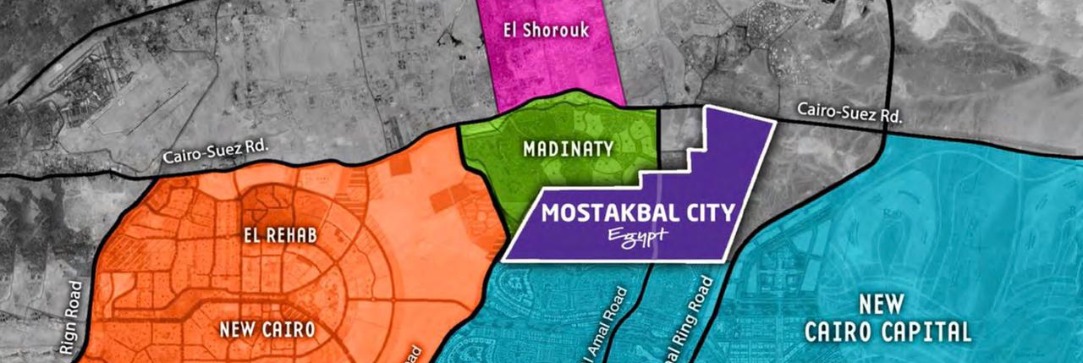 El Shorouk
Cairo-Suez Rd.
Cairo-Suez Rd.
MADINATY
MOSTAKBAL CITY
Egypt
EL REHAB
NEW CAIRO
NEW
CAIRO CAPITAL
Rign Road
Amal Road
Ring Road